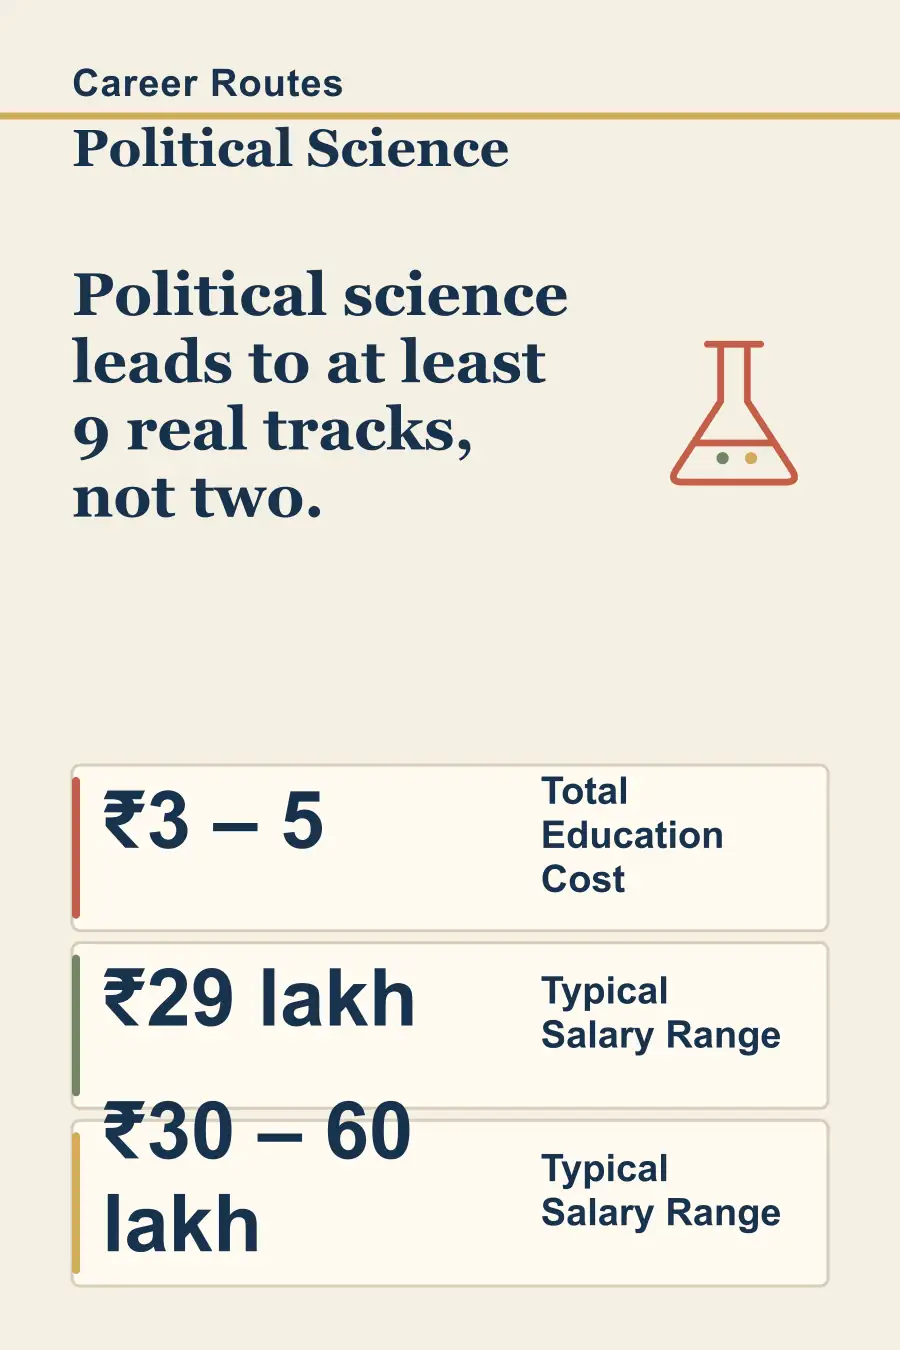 Career Routes
Political Science
Political science
leads to at least
9 real tracks,
not two.
₹3 – 5
Total
Education
Cost
₹29 lakh
Typical
Salary Range
₹30 – 60
lakh
Typical
Salary Range